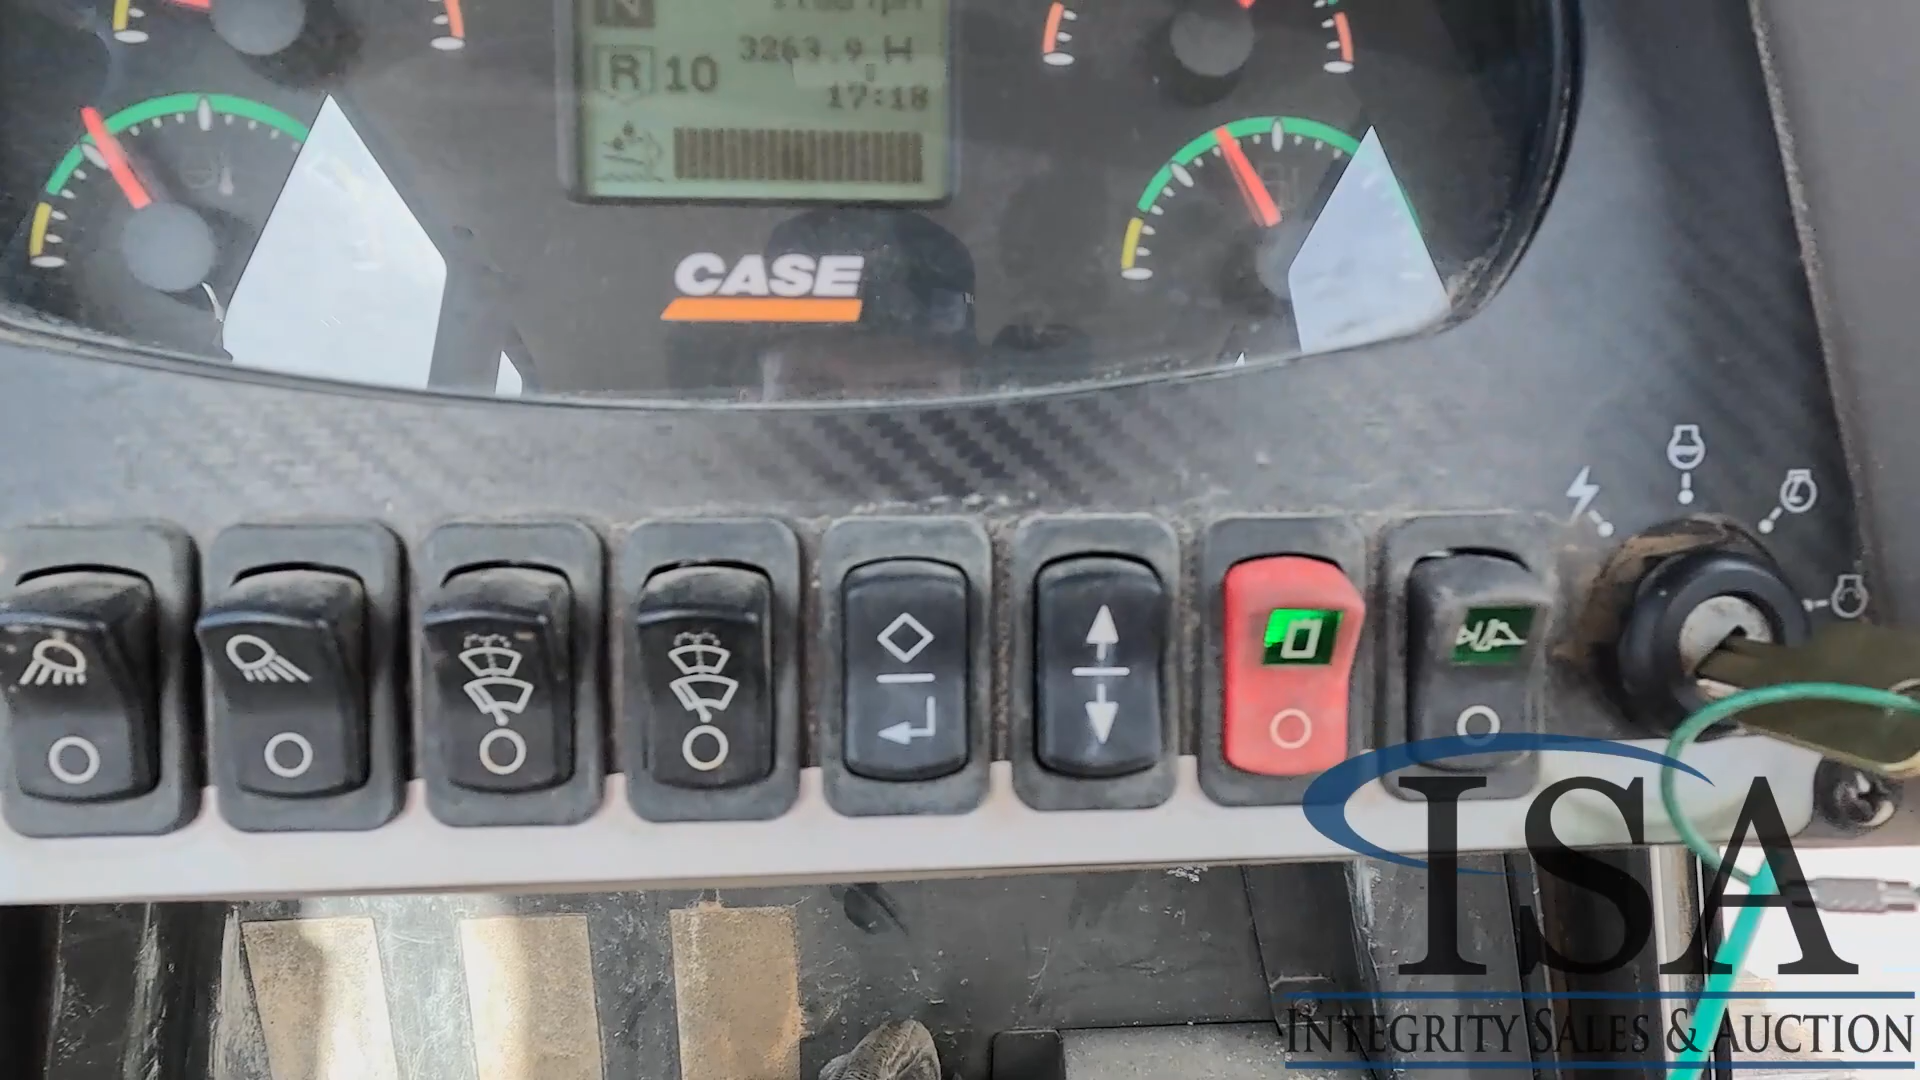 N
R 10
3263.9 H
17:18
CASE
ISA
INTEGRITY SALES & AUCTION